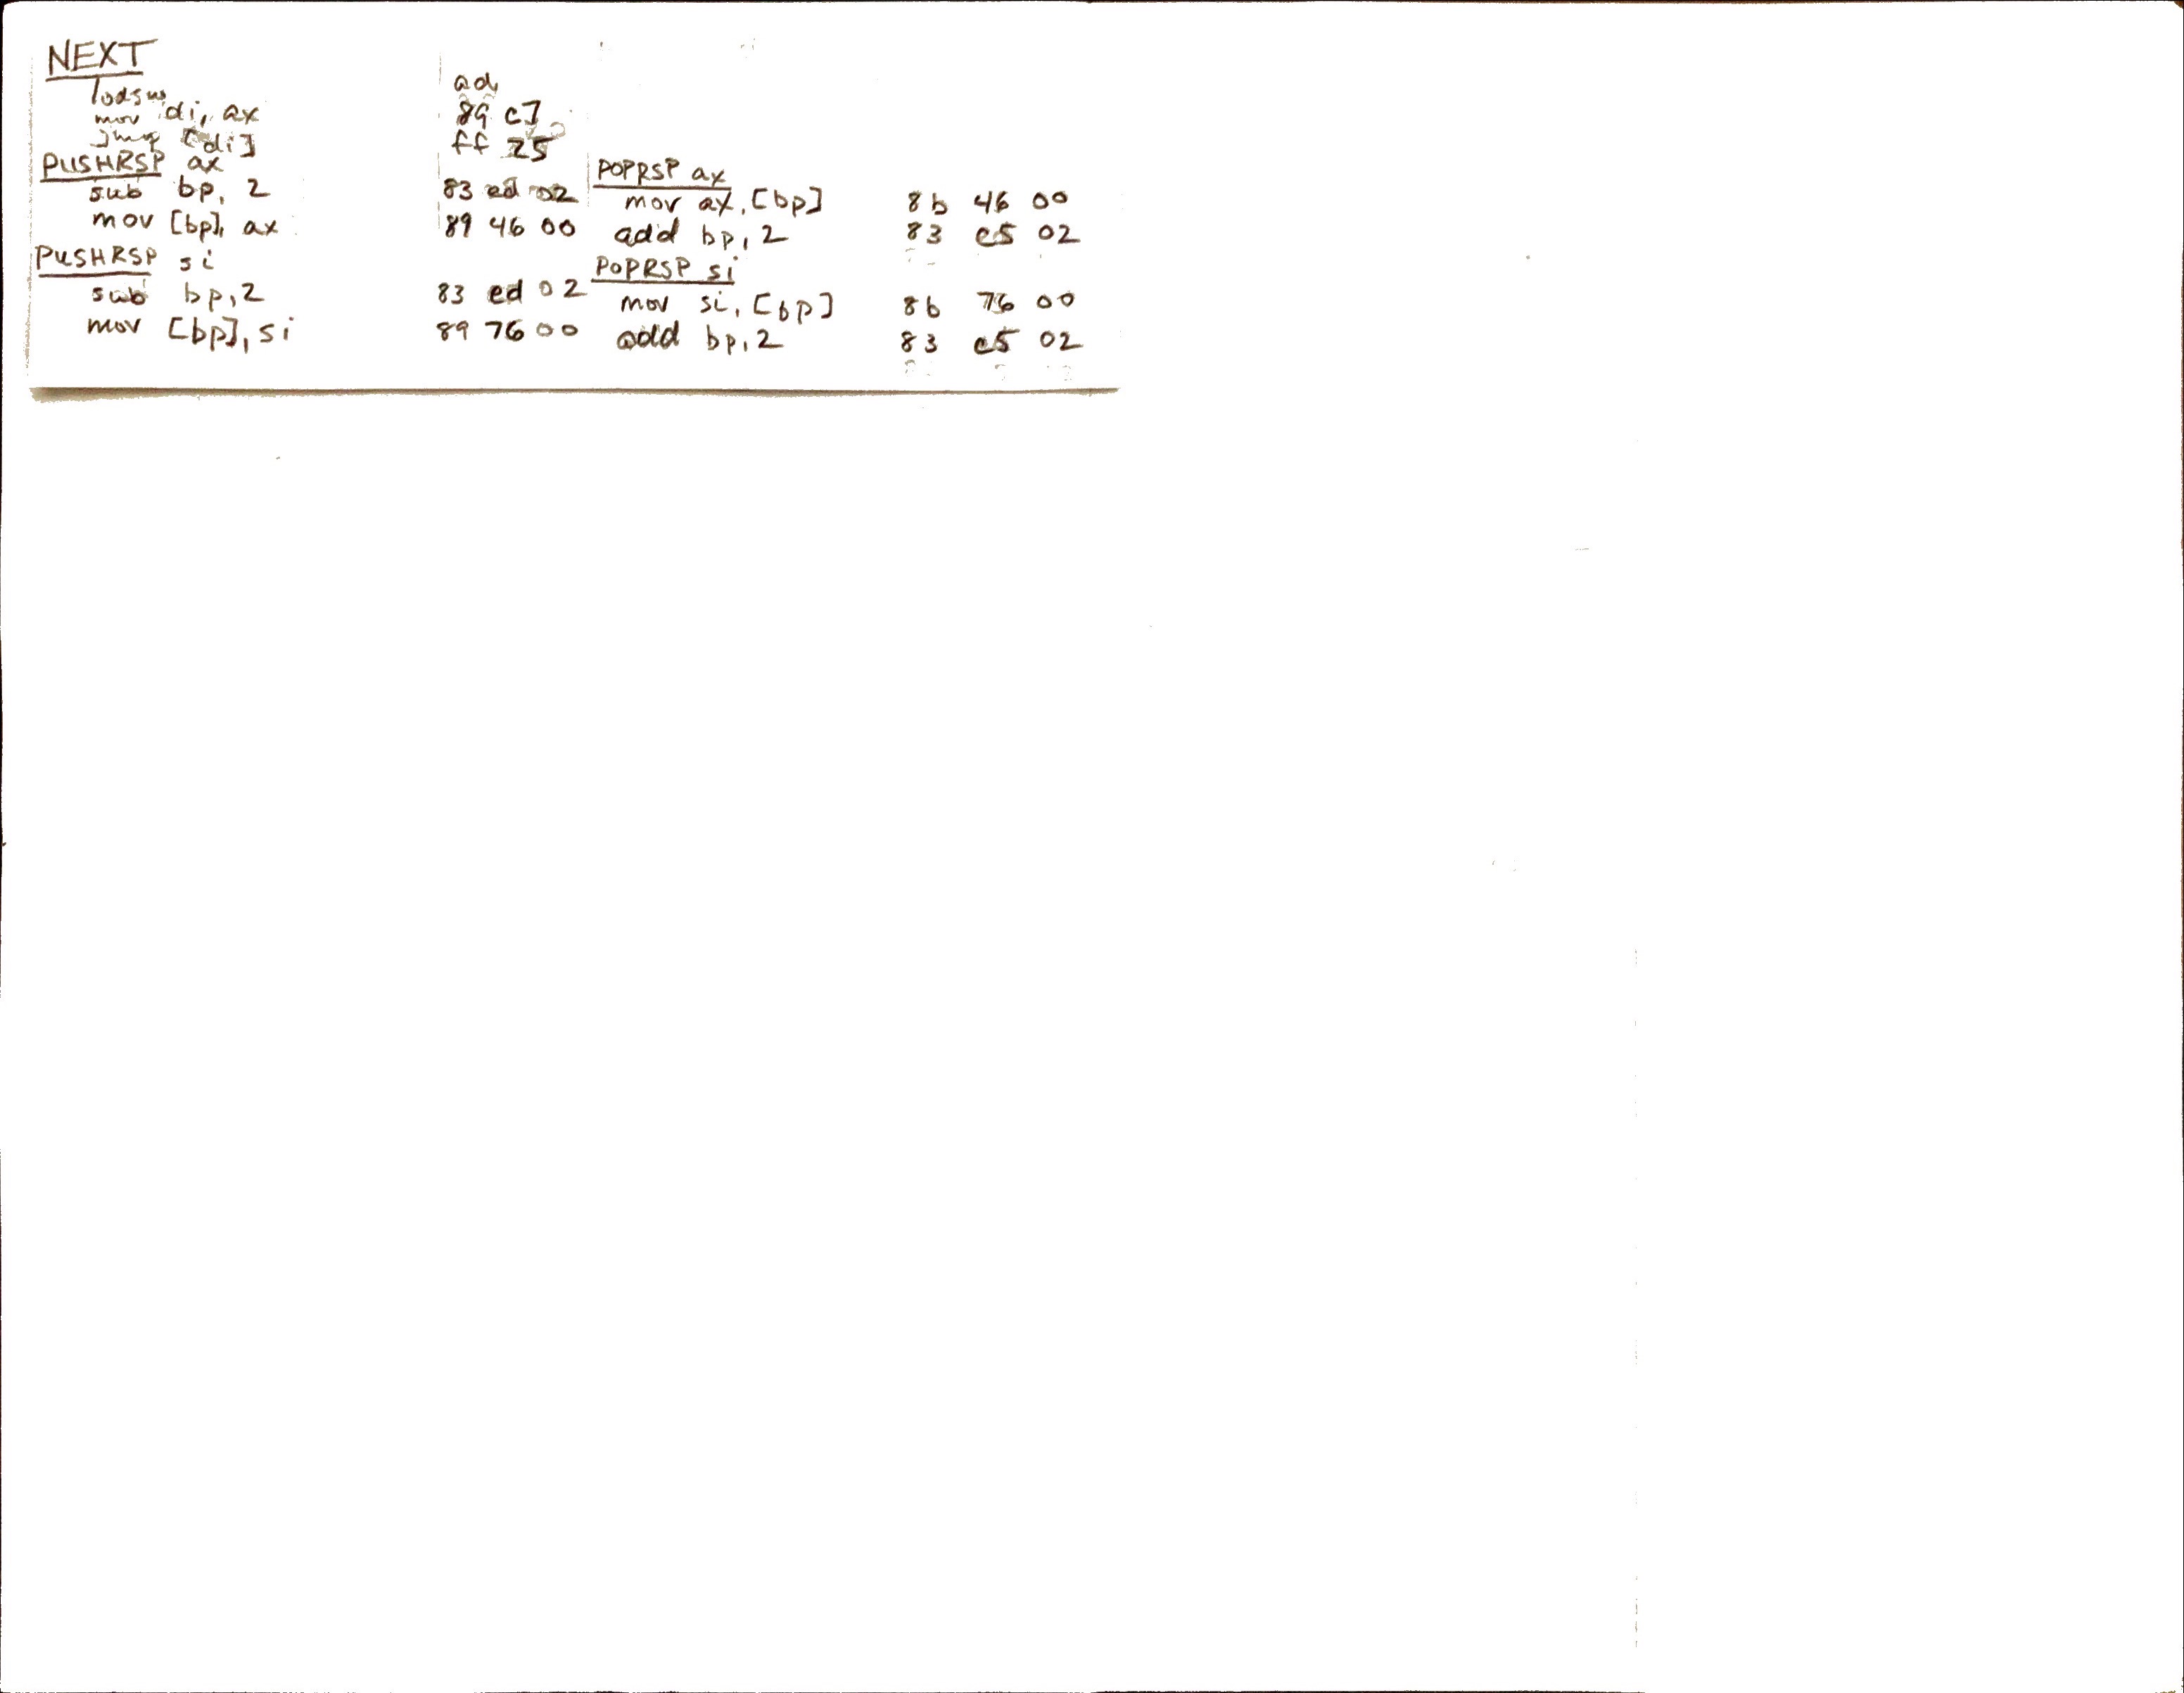 NEXT
lodsw ad
mov di, ax 89 c7
jmp [di] ff 25
PUSHRSP ax
sub bp, 2 83 ed 02
mov [bp], ax 89 46 00
PUSHRSP si
sub bp, 2 83 ed 02
mov [bp], si 89 76 00
POPRSP ax
mov ax, [bp] 8b 46 00
add bp, 2 83 c5 02
POPRSP si
mov si, [bp] 8b 76 00
add bp, 2 83 c5 02